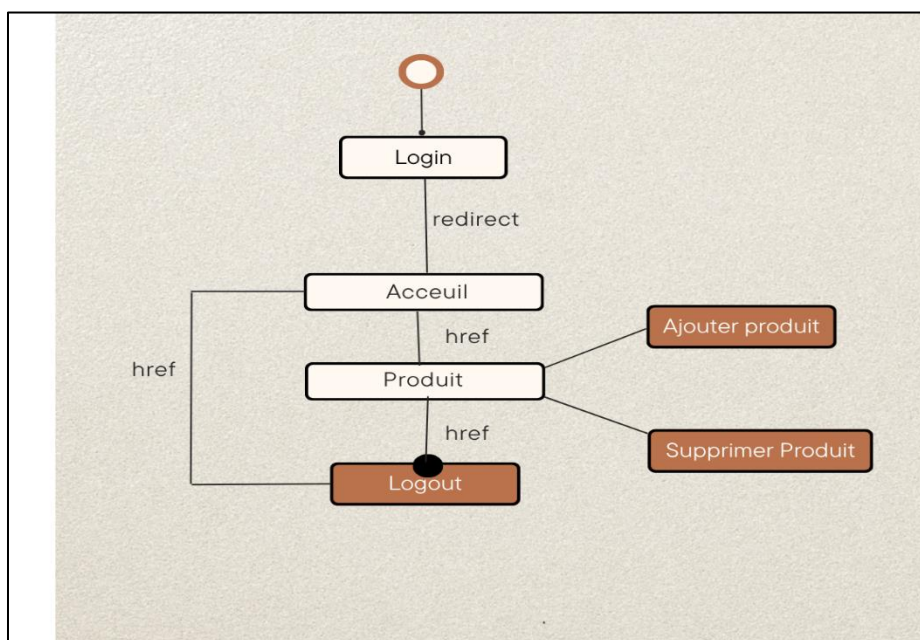 Login
redirect
Acceuil
href
Ajouter produit
href
Produit
href
Supprimer Produit
Logout